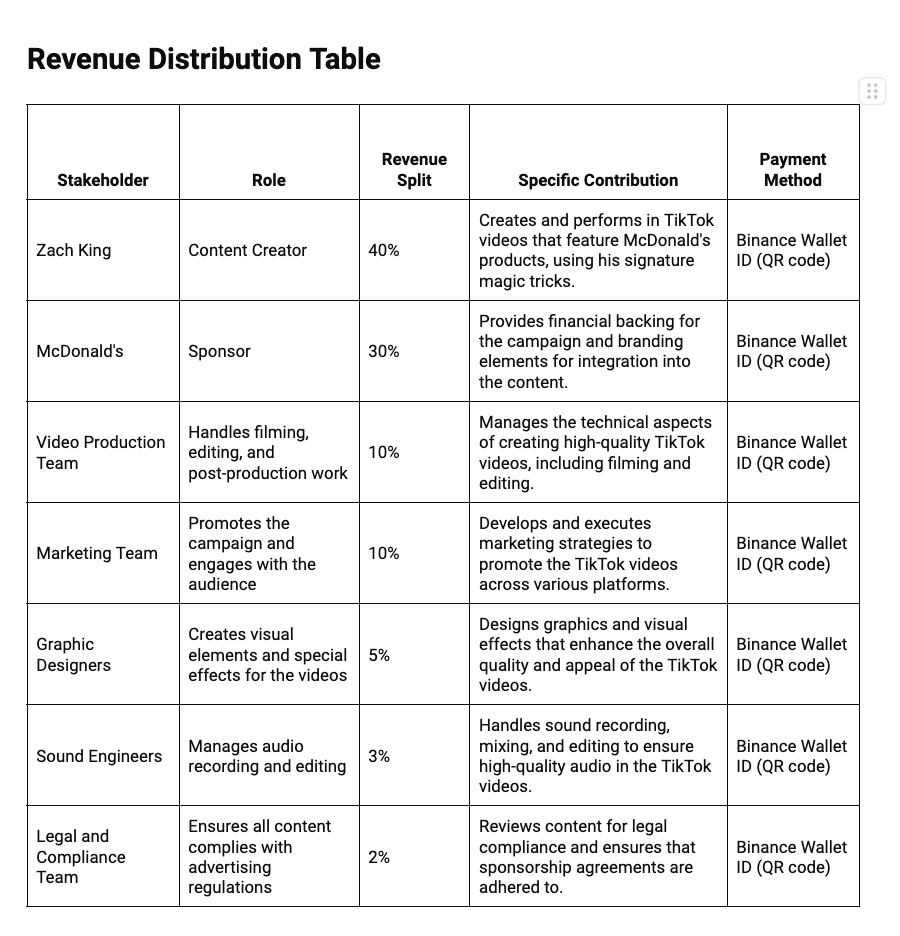 Revenue Distribution Table
Stakeholder
Role
Revenue
Split
Specific Contribution
Payment
Method
Zach King
Content Creator
40%
Creates and performs in TikTok
videos that feature McDonald's
products, using his signature
magic tricks.
Binance Wallet
ID (QR code)
McDonald's
Sponsor
30%
Provides financial backing for
the campaign and branding
elements for integration into
the content.
Binance Wallet
ID (QR code)
Video Production
Team
Handles filming,
editing, and
post-production work
10%
Manages the technical aspects
of creating high-quality TikTok
videos, including filming and
editing.
Binance Wallet
ID (QR code)
Marketing Team
Promotes the
campaign and
engages with the
audience
10%
Develops and executes
marketing strategies to
promote the TikTok videos
across various platforms.
Binance Wallet
ID (QR code)
Graphic
Designers
Creates visual
elements and special
effects for the videos
5%
Designs graphics and visual
effects that enhance the overall
quality and appeal of the TikTok
videos.
Binance Wallet
ID (QR code)
Sound Engineers
Manages audio
recording and editing
3%
Handles sound recording,
mixing, and editing to ensure
high-quality audio in the TikTok
videos.
Binance Wallet
ID (QR code)
Legal and
Compliance
Team
Ensures all content
complies with
advertising
regulations
2%
Reviews content for legal
compliance and ensures that
sponsorship agreements are
adhered to.
Binance Wallet
ID (QR code)